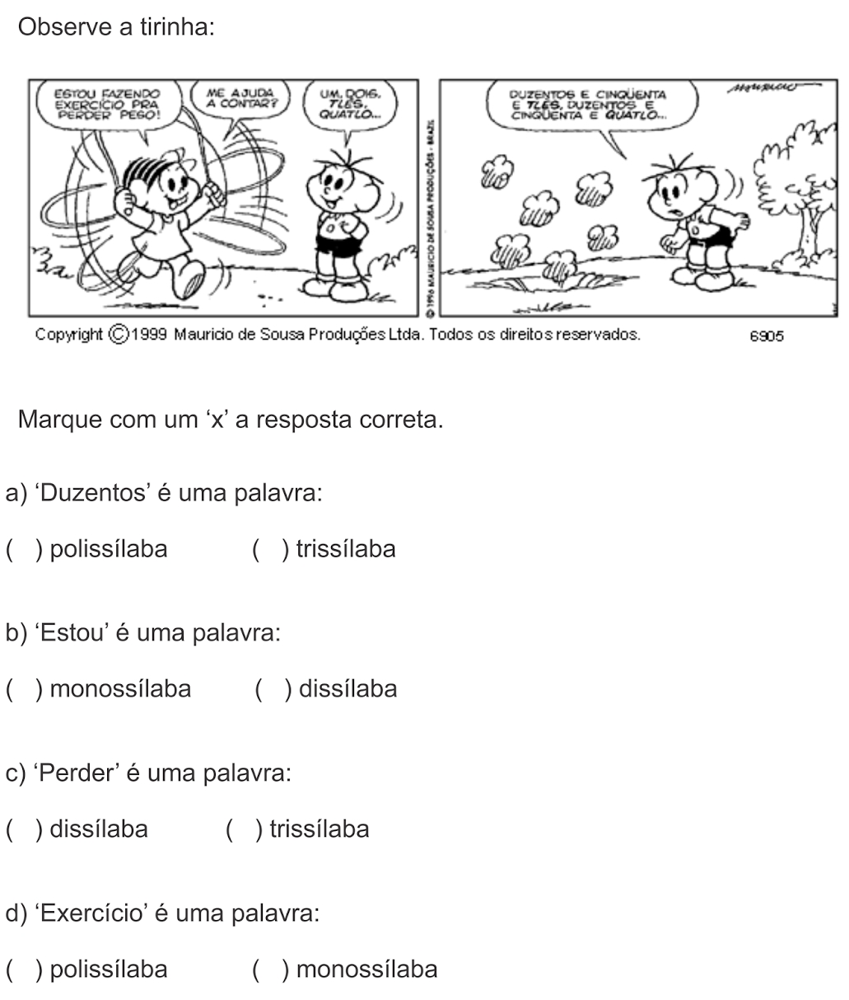 Observe a tirinha:
ESTOU FAZENDO
EXERCÍCIO PRA
PERDER PESO!
ME AJUDA
A CONTAR?
UM, DOIS,
TLÊS,
QUATLO...
DUZENTOS E CINQÜENTA
E TLÊS, DUZENTOS E
CINQÜENTA E QUATLO...
MAURICIO
© 1996 MAURICIO DE SOUSA PRODUÇÕES - BRAZIL
Copyright ©1999 Mauricio de Sousa Produções Ltda. Todos os direitos reservados.
6905
Marque com um ‘x’ a resposta correta.
a) ‘Duzentos’ é uma palavra:
( ) polissílaba ( ) trissílaba
b) ‘Estou’ é uma palavra:
( ) monossílaba ( ) dissílaba
c) ‘Perder’ é uma palavra:
( ) dissílaba ( ) trissílaba
d) ‘Exercício’ é uma palavra:
( ) polissílaba ( ) monossílaba